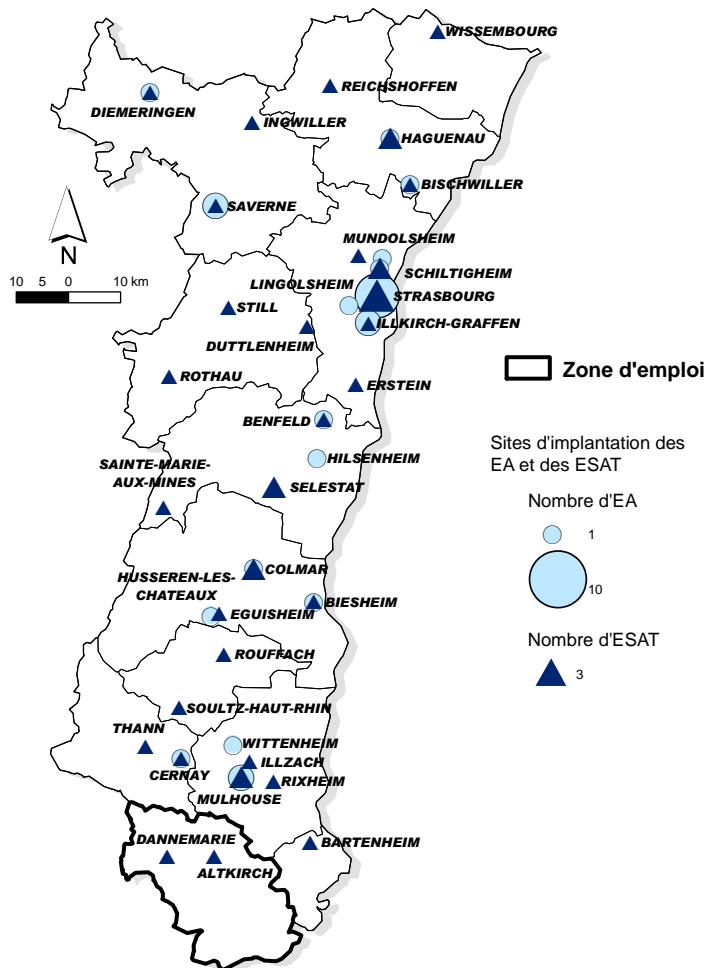 WISSEMBOURG
REICHSHOFFEN
DIEMERINGEN
INGWILLER
HAGUENAU
BISCHWILLER
SAVERNE
N
10 5 0 10 km
MUNDOLSHEIM
SCHILTIGHEIM
LINGOLSHEIM
STRASBOURG
STILL
ILLKIRCH-GRAFFEN
DUTTLENHEIM
ROTHAU
ERSTEIN
Zone d'emploi
BENFELD
HILSENHEIM
SAINTE-MARIE-
AUX-MINES
SELESTAT
Sites d'implantation des
EA et des ESAT
Nombre d'EA
1
10
Nombre d'ESAT
3
COLMAR
HUSSEREN-LES-
CHATEAUX
BIESHEIM
EGUISHEIM
ROUFFACH
SOULTZ-HAUT-RHIN
THANN
WITTENHEIM
ILLZACH
CERNAY
RIXHEIM
MULHOUSE
DANNEMARIE
BARTENHEIM
ALTKIRCH